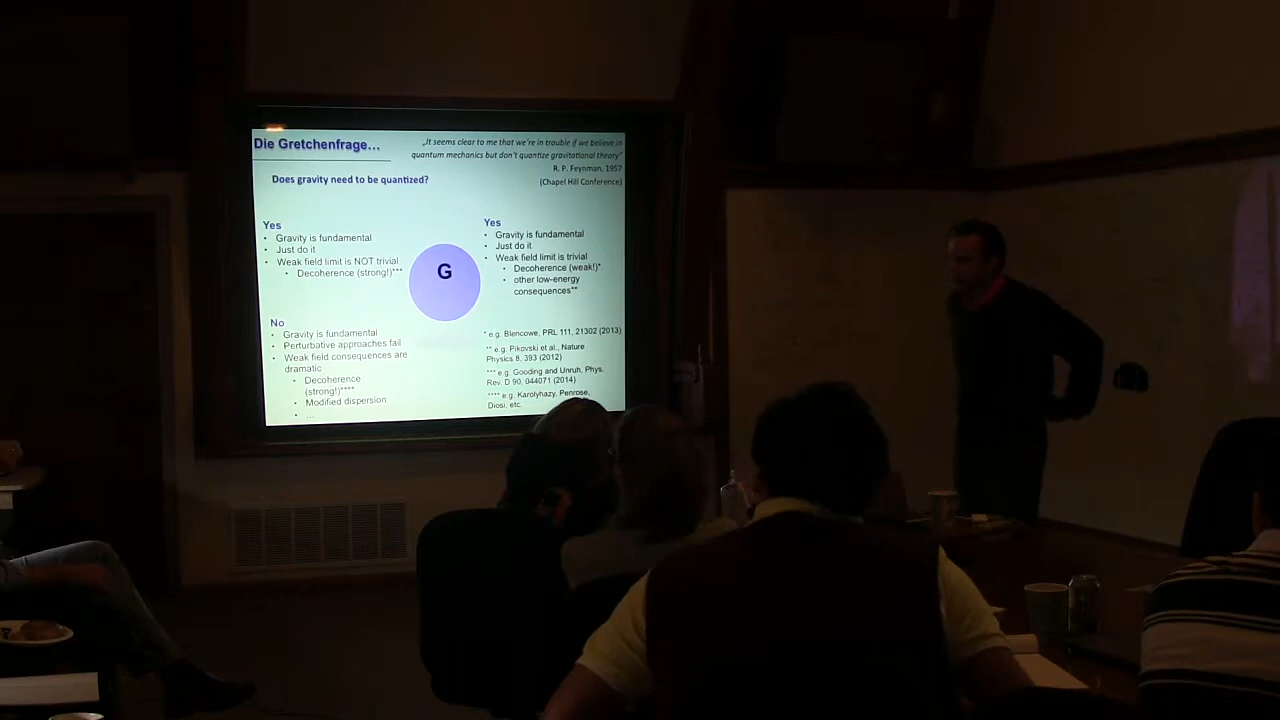 Die Gretchenfrage...
„It seems clear to me that we're in trouble if we believe in
quantum mechanics but don't quantize gravitational theory"
R. P. Feynman, 1957
(Chapel Hill Conference)
Does gravity need to be quantized?
Yes
• Gravity is fundamental
• Just do it
• Weak field limit is NOT trivial
• Decoherence (strong!)***
G
Yes
• Gravity is fundamental
• Just do it
• Weak field limit is trivial
• Decoherence (weak!)*
• other low-energy
consequences**
No
• Gravity is fundamental
• Perturbative approaches fail
• Weak field consequences are
dramatic
• Decoherence
(strong!)****
• Modified dispersion
• ...
* e.g. Blencowe, PRL 111, 21302 (2013)
** e.g. Pikovski et al., Nature
Physics 8, 393 (2012)
*** e.g. Gooding and Unruh, Phys.
Rev. D 90, 044071 (2014)
**** e.g. Karolyhazy, Penrose,
Diosi, etc.